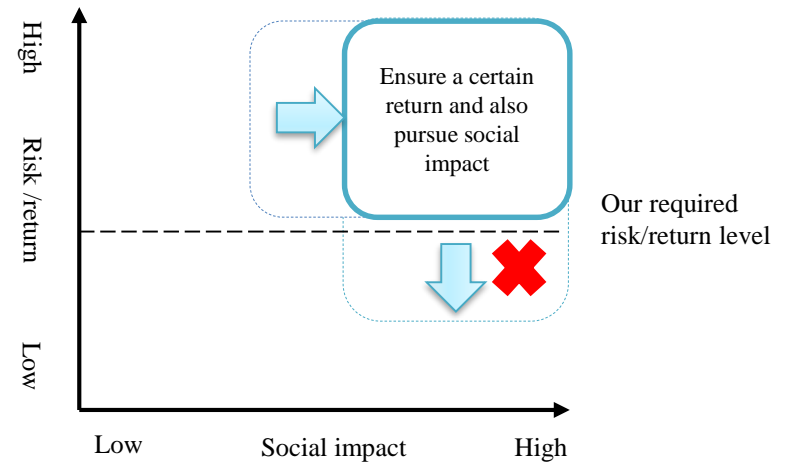 High
Risk /return
Low
Ensure a certain
return and also
pursue social
impact
Our required
risk/return level
Low
Social impact
High